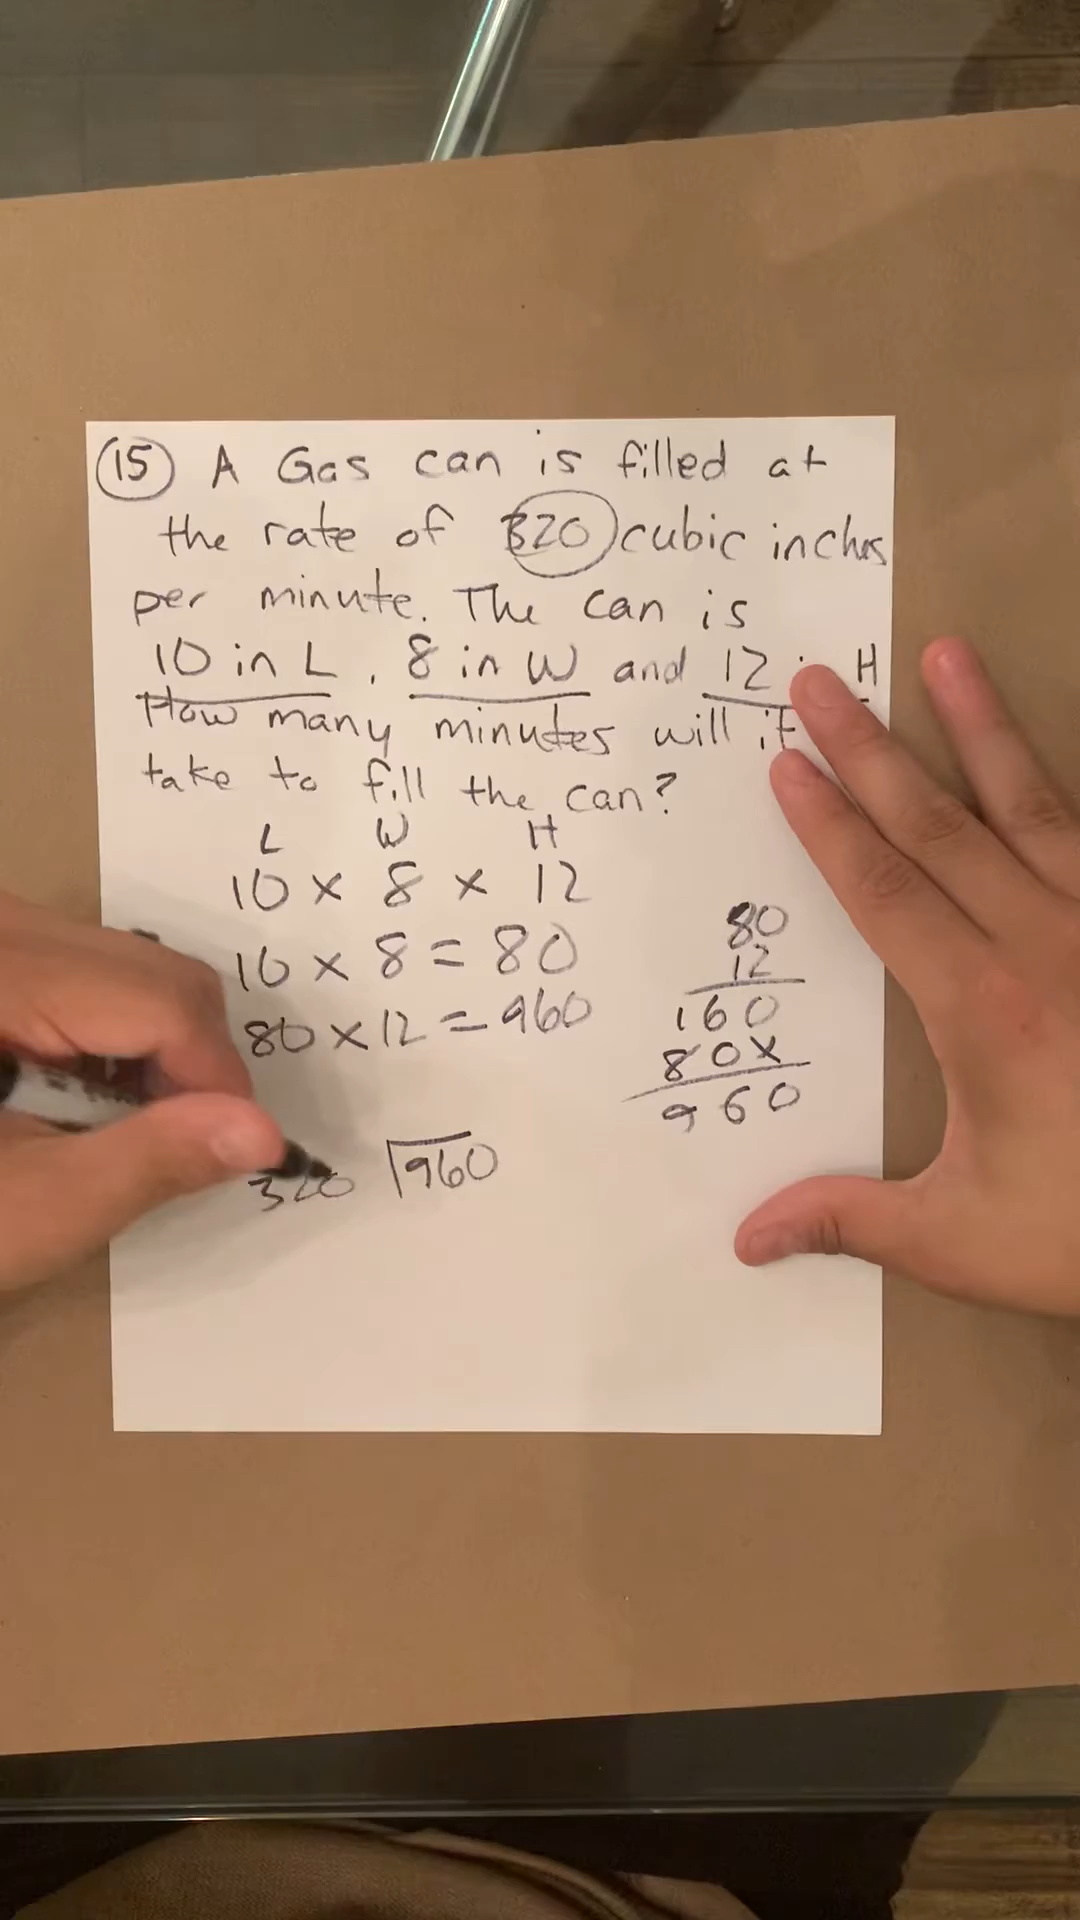 15 A Gas can is filled at
the rate of 320 cubic inches
per minute. The can is
10 in L, 8 in W and 12 H
How many minutes will it
take to fill the can?
L W H
10 x 8 x 12
10 x 8 = 80
80 x 12 = 960
80
12
160
80x
960
320 960